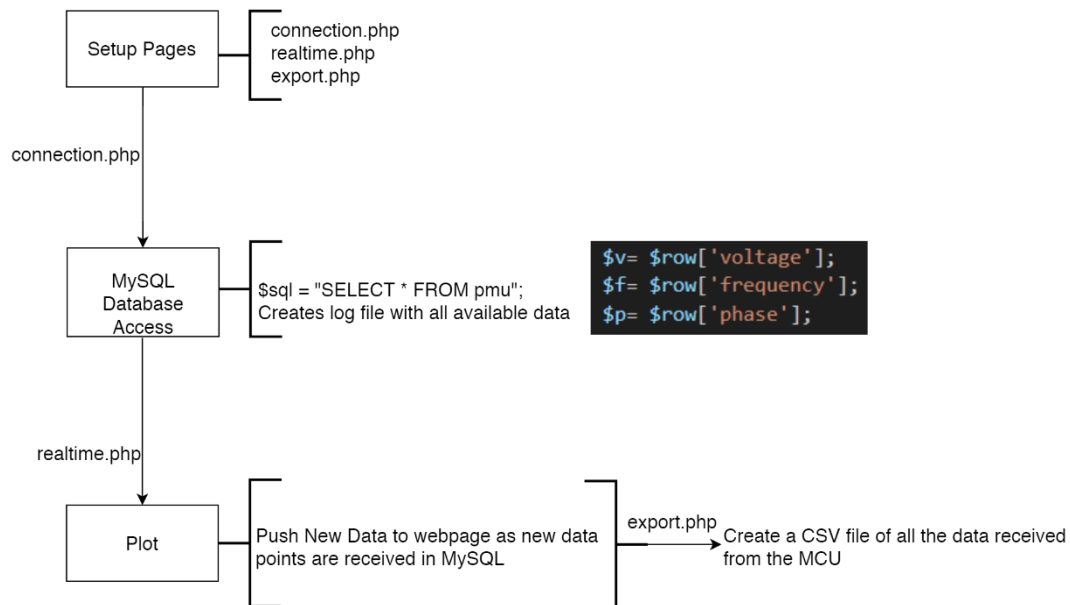 Setup Pages
connection.php
realtime.php
export.php
connection.php
MySQL
Database
Access
$sql = "SELECT * FROM pmu";
Creates log file with all available data
$v= $row['voltage'];
$f= $row['frequency'];
$p= $row['phase'];
realtime.php
Plot
Push New Data to webpage as new data
points are received in MySQL
export.php
Create a CSV file of all the data received
from the MCU